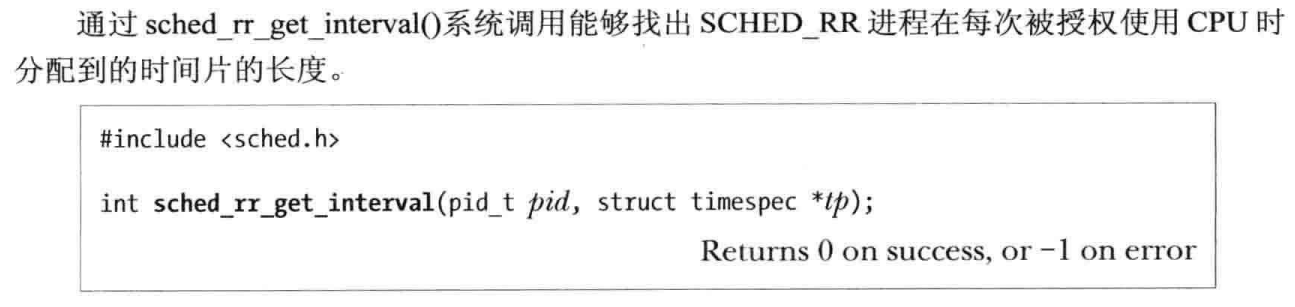 通过 sched_rr_get_interval()系统调用能够找出 SCHED_RR 进程在每次被授权使用 CPU 时
分配到的时间片的长度。
#include <sched.h>
int sched_rr_get_interval(pid_t pid, struct timespec *tp);
Returns 0 on success, or −1 on error